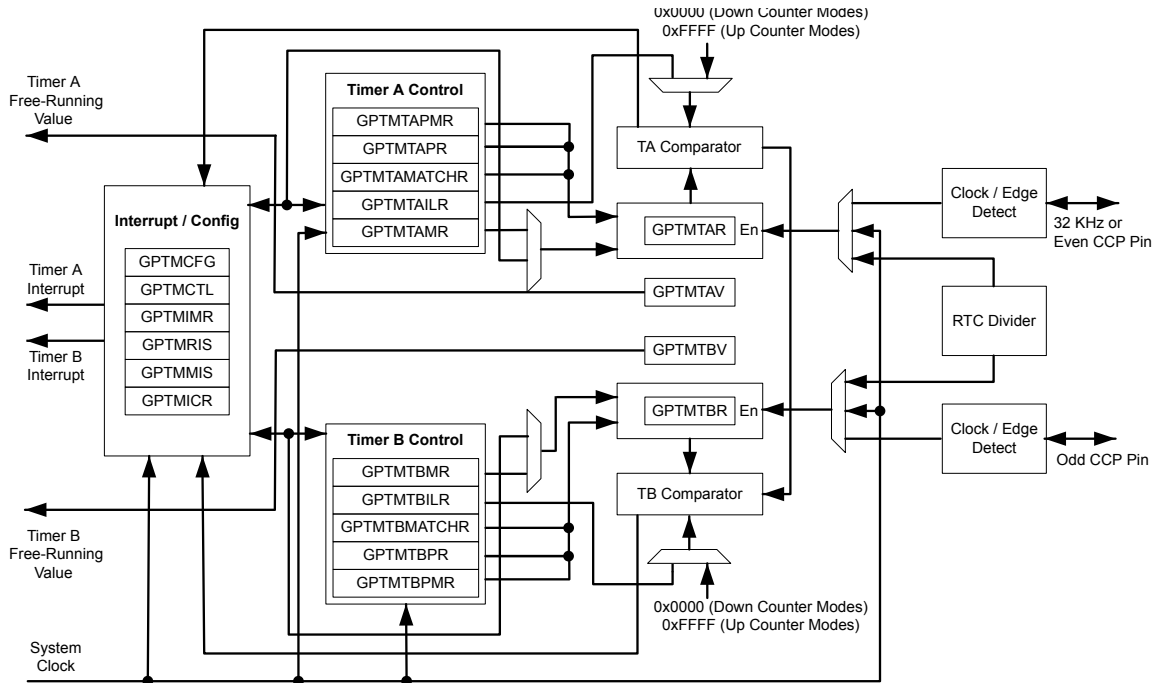 0x0000 (Down Counter Modes)
0xFFFF (Up Counter Modes)
Timer A
Free-Running
Value
Timer A Control
GPTMTAPMR
GPTMTAPR
GPTMTAMATCHR
GPTMTAILR
GPTMTAMR
TA Comparator
Clock / Edge
Detect
32 KHz or
Even CCP Pin
Interrupt / Config
GPTMCFG
GPTMCTL
GPTMIMR
GPTMRIS
GPTMMIS
GPTMICR
GPTMTAR
En
Timer A
Interrupt
Timer B
Interrupt
GPTMTAV
RTC Divider
GPTMTBV
GPTMTBR
En
Timer B Control
GPTMTBMR
GPTMTBILR
GPTMTBMATCHR
GPTMTBPR
GPTMTBPMR
TB Comparator
Clock / Edge
Detect
Odd CCP Pin
Timer B
Free-Running
Value
0x0000 (Down Counter Modes)
0xFFFF (Up Counter Modes)
System
Clock